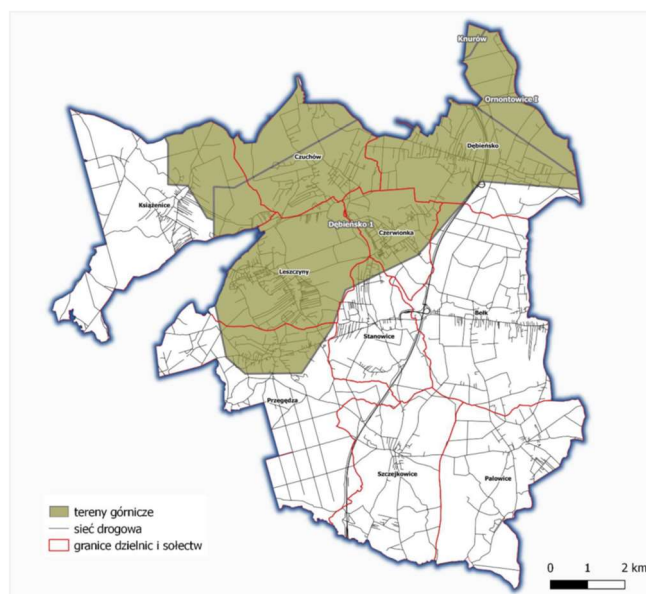 Knurów
Ornontowice I
Dębieńsko
Czuchów
Książenice
Dębieńsko 1
Czerwionka
Leszczyny
Bełk
Stanowice
Przegędza
Szczejkowice
Palowice
tereny górnicze
sieć drogowa
granice dzielnic i sołectw
0 1 2 km